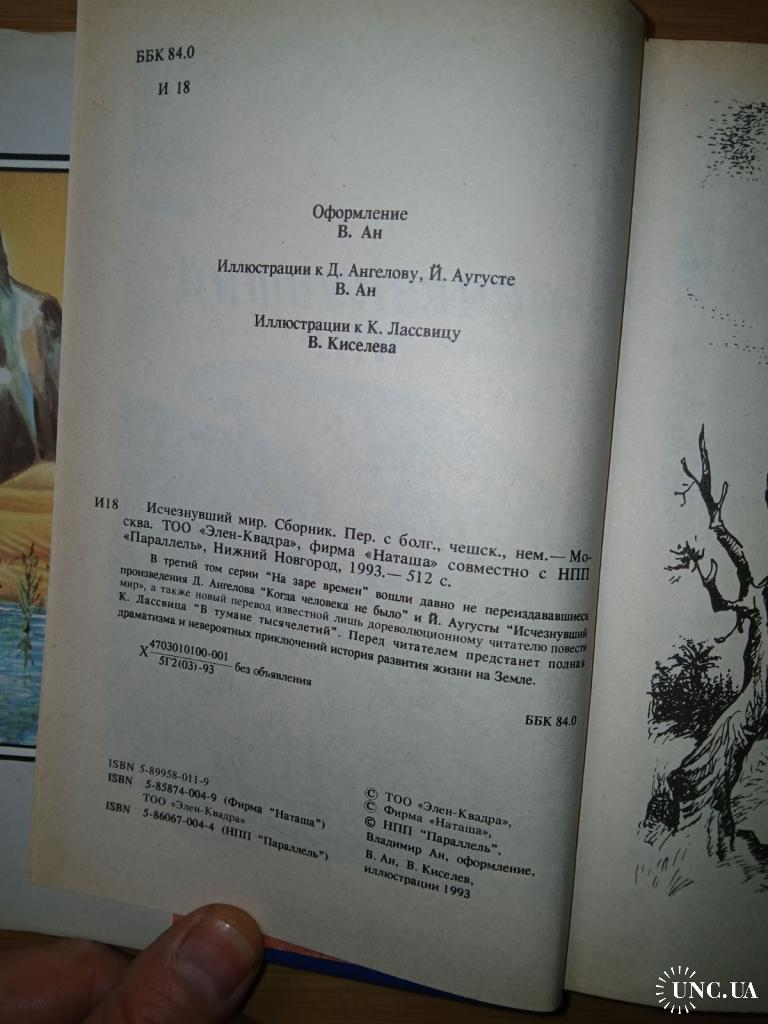 ББК 84.0
И 18
Оформление
В. Ан
Иллюстрации к Д. Ангелову, Й. Аугусте
В. Ан
Иллюстрации к К. Лассвицу
В. Киселева
И18 Исчезнувший мир. Сборник. Пер. с болг., чешск., нем.— Мо-
сква. ТОО «Элен-Квадра», фирма «Наташа» совместно с НПП
«Параллель», Нижний Новгород, 1993.— 512 с.
В третий том серии "На заре времен" вошли давно не переиздававшиеся
произведения Д. Ангелова "Когда человека не было" и Й. Аугусты "Исчезнувший
мир», а также новый перевод известной лишь дореволюционному читателю повести
К. Лассвица "В тумане тысячелетий". Перед читателем предстанет полная
драматизма и невероятных приключений история развития жизни на Земле.
Х 4703010100-001
5Г2(03)-93 без объявления
ББК 84.0
ISBN 5-89958-011-9
ISBN 5-85874-004-9 (Фирма "Наташа")
ТОО «Элен-Квадра»
ISBN 5-86067-004-4 (НПП "Параллель")
© ТОО «Элен-Квадра»,
© Фирма «Наташа»,
© НПП "Параллель",
Владимир Ан, оформление,
В. Ан, В. Киселев,
иллюстрации 1993
UNC.UA